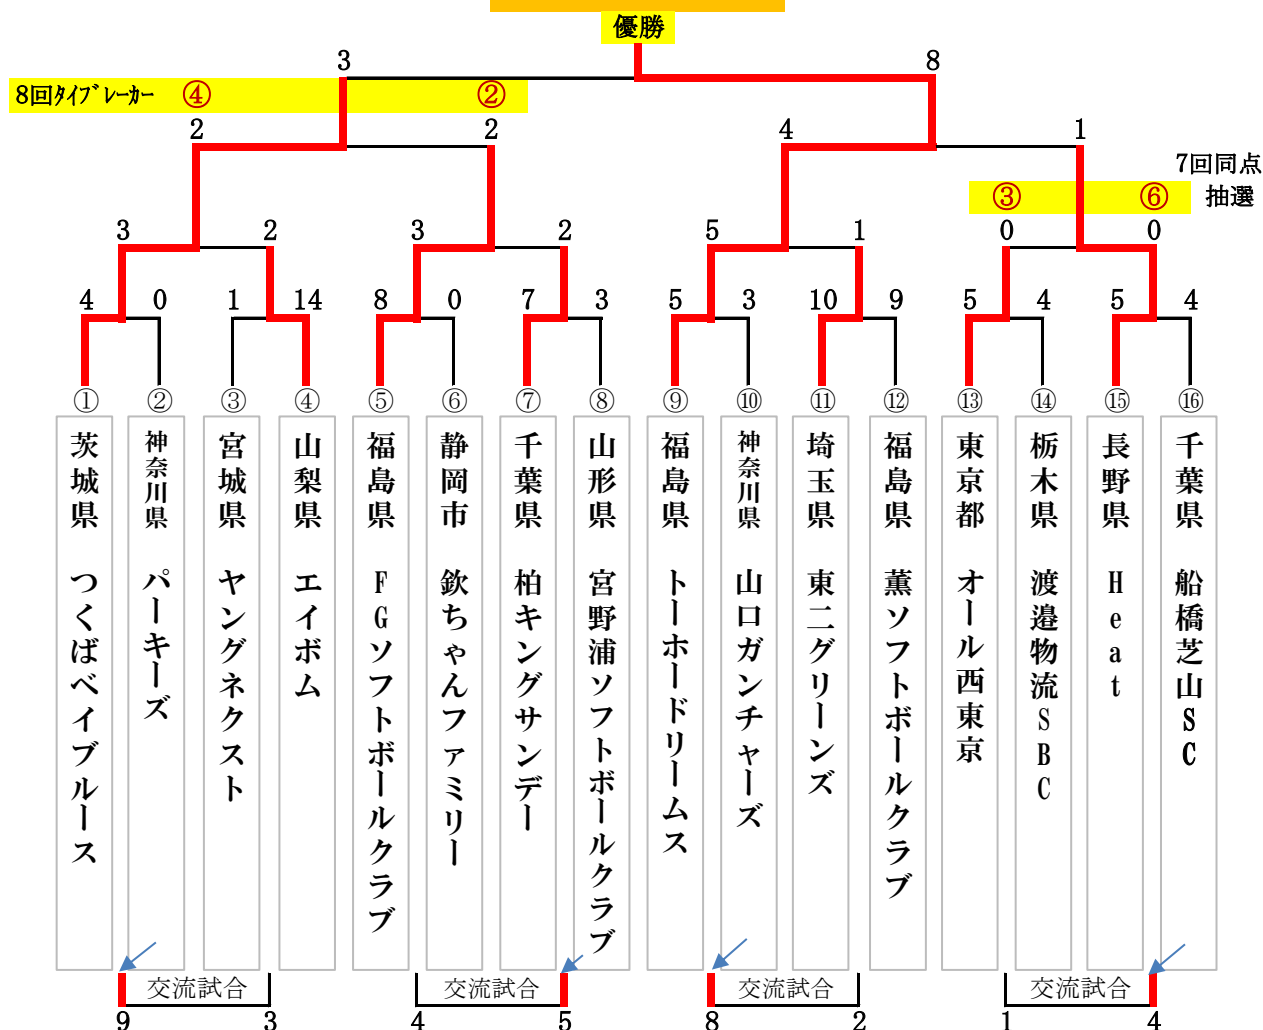 優勝
3 8
8回ﾀｲﾌﾞﾚｰｶｰ ④ ②
2 2 4 1
7回同点
③ ⑥ 抽選
3 2 3 2 5 1 0 0
4 0 1 14 8 0 7 3 5 3 10 9 5 4 5 4
① ② ③ ④ ⑤ ⑥ ⑦ ⑧ ⑨ ⑩ ⑪ ⑫ ⑬ ⑭ ⑮ ⑯
茨城県 つくばベイブルース
神奈川県 パーキーズ
宮城県 ヤングネクスト
山梨県 エイボム
福島県 FGソフトボールクラブ
静岡市 欽ちゃんファミリー
千葉県 柏キングサンデー
山形県 宮野浦ソフトボールクラブ
福島県 トーホードリームス
神奈川県 山口ガンチャーズ
埼玉県 東二グリーンズ
福島県 薫ソフトボールクラブ
東京都 オール西東京
栃木県 渡邉物流SBC
長野県 Heat
千葉県 船橋芝山SC
交流試合 交流試合 交流試合 交流試合
9 3 4 5 8 2 1 4